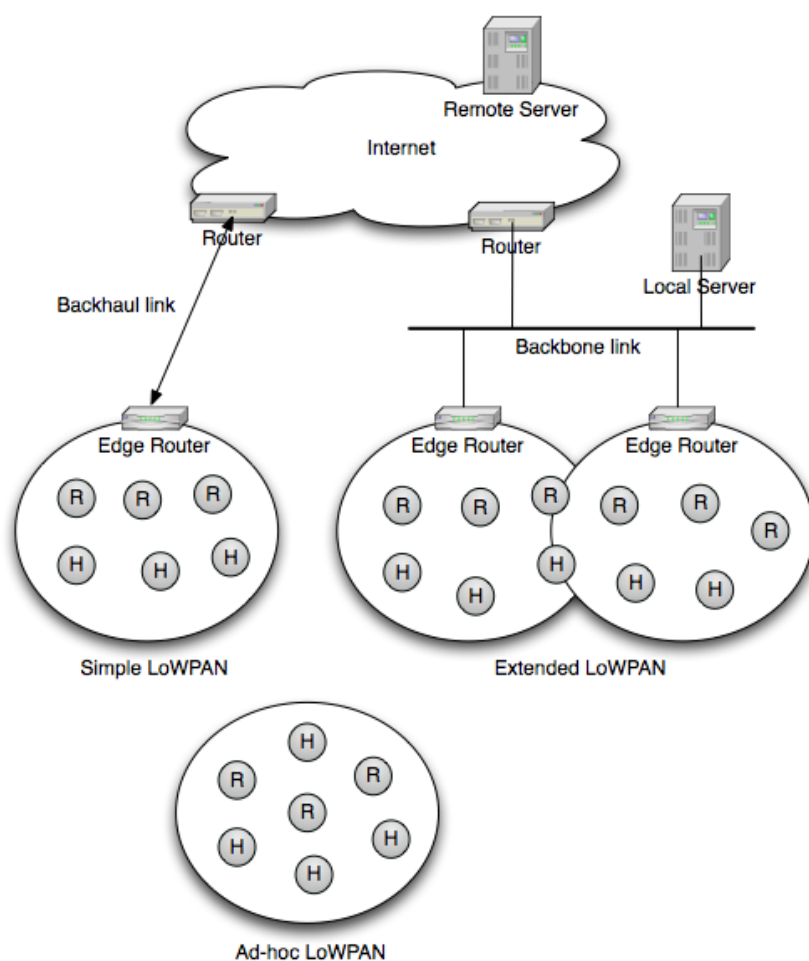 Remote Server
Internet
Router
Router
Local Server
Backhaul link
Backbone link
Edge Router
Edge Router
Edge Router
R
R
R
H
H
H
R
R
R
R
R
R
H
H
H
H
H
Simple LoWPAN
Extended LoWPAN
H
R
R
R
H
H
H
Ad-hoc LoWPAN